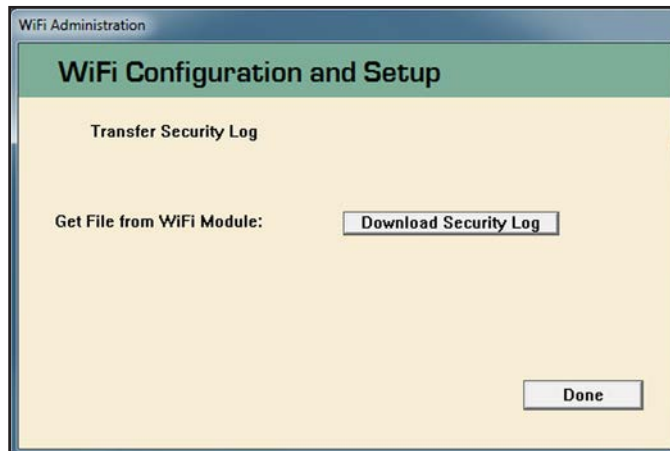 WiFi Administration
WiFi Configuration and Setup
Transfer Security Log
Get File from WiFi Module: Download Security Log
Done